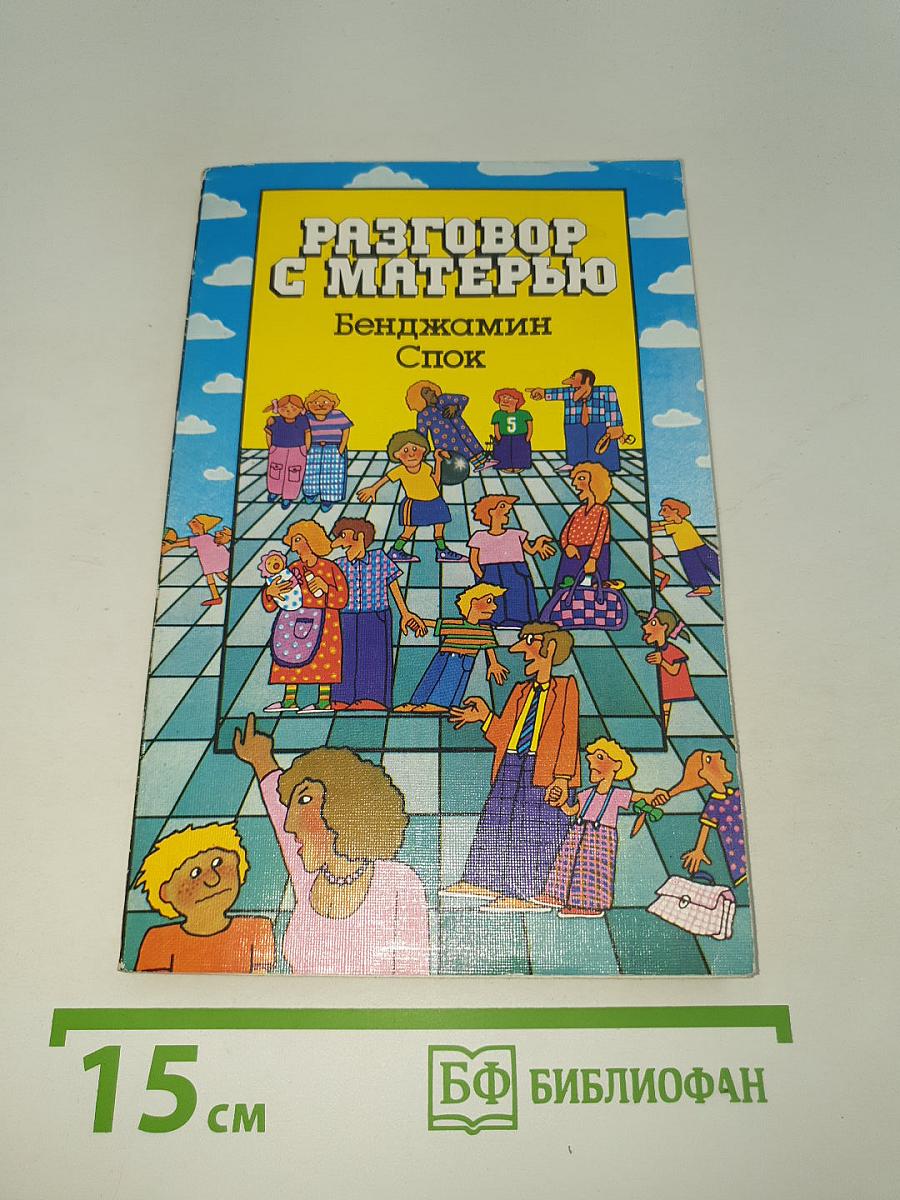 РАЗГОВОР
С МАТЕРЬЮ
Бенджамин
Спок
5
15 см
БФ БИБЛИОФАН